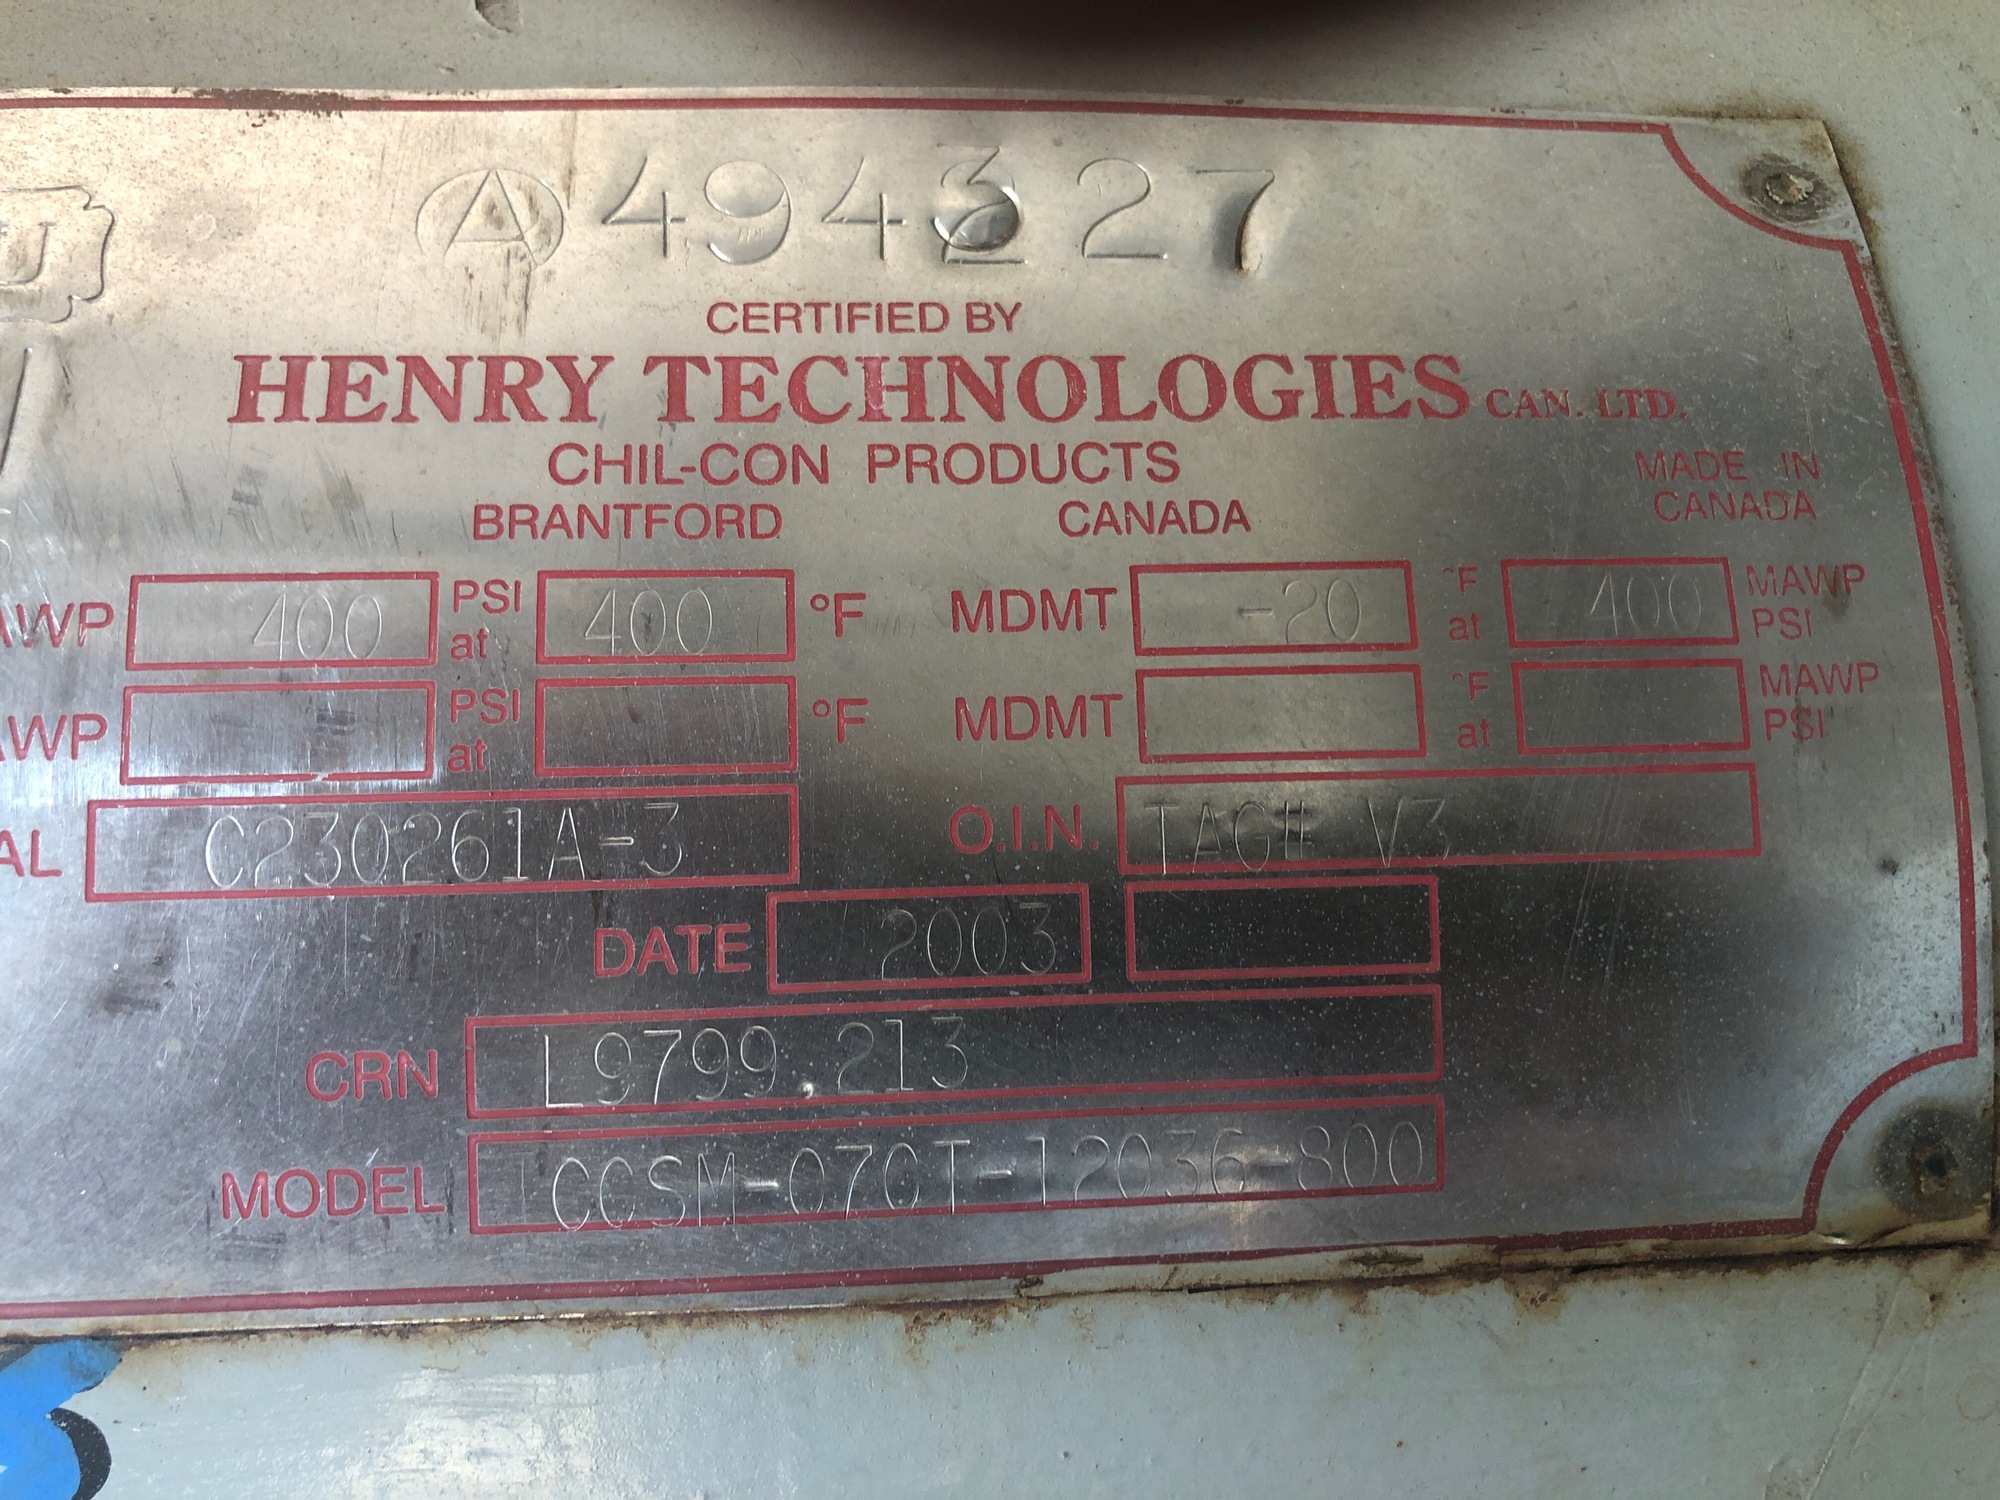 U
A 494327
CERTIFIED BY
HENRY TECHNOLOGIES CAN. LTD.
CHIL-CON PRODUCTS
BRANTFORD CANADA
MADE IN
CANADA
AWP 400 PSI at 400 °F MDMT -20 °F at 400 MAWP PSI
AWP PSI at °F MDMT °F at MAWP PSI
AL C230261A-3 O.I.N. TAG# V3
DATE 2003
CRN L9799.213
MODEL TCCSM-070T-12036-800